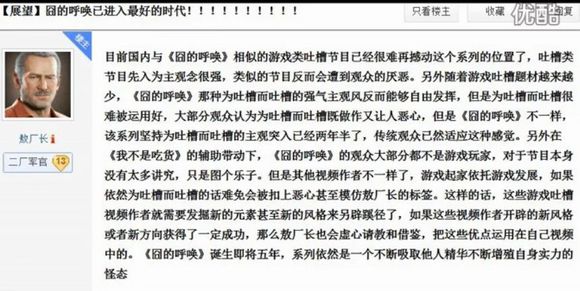 【展望】囧的呼唤已进入最好的时代！！！！！！！！！！
只看楼主 收藏 回复
优酷
楼主
敖厂长
二厂军官 13
目前国内与《囧的呼唤》相似的游戏类吐槽节目已经很难再撼动这个系列的位置了，吐槽类
节目先入为主观念很强，类似的节目反而会遭到观众的厌恶。另外随着游戏吐槽题材越来越
少，《囧的呼唤》那种为吐槽而吐槽的强气主观风反而能够自由发挥，但是为吐槽而吐槽很
难被运用好，大部分观众认为为吐槽而吐槽既做作又让人恶心，但是《囧的呼唤》不一样，
该系列坚持为吐槽而吐槽的主观突入已经两年半了，传统观众已然适应这种感觉。另外在
《我不是吃货》的辅助带动下，《囧的呼唤》的观众大部分都不是游戏玩家，对于节目本身
没有太多讲究，只是图个乐子。但是其他视频作者不一样了，游戏起家依托游戏发展，如果
依然为吐槽而吐槽的话难免会被扣上恶心甚至模仿敖厂长的标签。这样的话，这些游戏吐槽
视频作者就需要发掘新的元素甚至新的风格来另辟蹊径了，如果这些视频作者开辟的新风格
或者新方向获得了一定成功，那么敖厂长也会虚心请教和借鉴，把这些优点运用在自己视频
中的。《囧的呼唤》诞生即将五年，系列依然是一个不断吸取他人精华不断增殖自身实力的
怪态